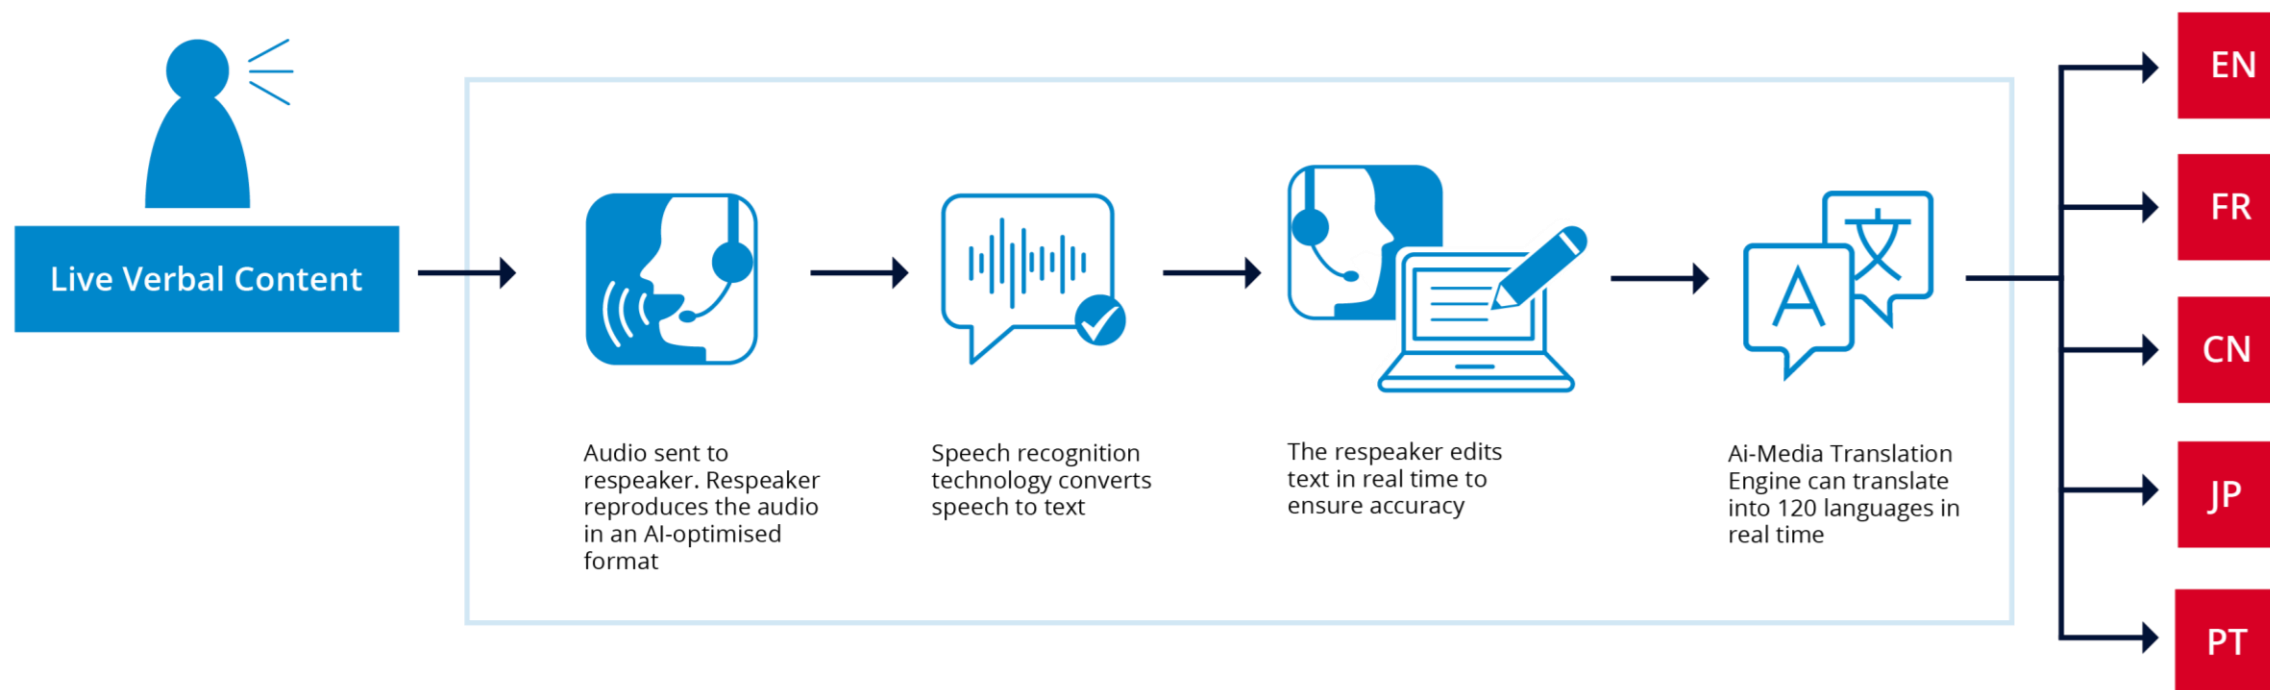 Live Verbal Content
Audio sent to
respeaker. Respeaker
reproduces the audio
in an AI-optimised
format
Speech recognition
technology converts
speech to text
The respeaker edits
text in real time to
ensure accuracy
A
文
Ai-Media Translation
Engine can translate
into 120 languages in
real time
EN
FR
CN
JP
PT